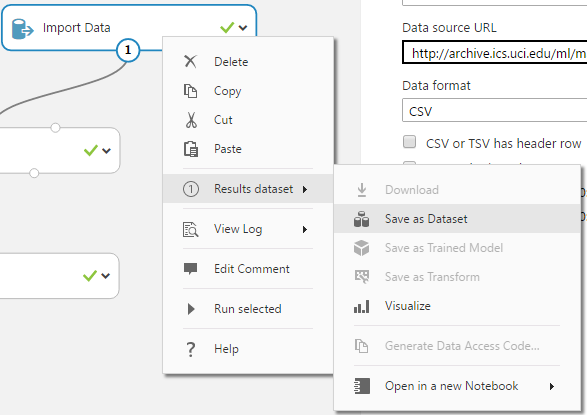 Import Data
1
Data source URL
http://archive.ics.uci.edu/ml/m
Data format
CSV
CSV or TSV has header row
Delete
Copy
Cut
Paste
1 Results dataset
View Log
Edit Comment
Run selected
? Help
Download
Save as Dataset
Save as Trained Model
Save as Transform
Visualize
Generate Data Access Code...
Open in a new Notebook